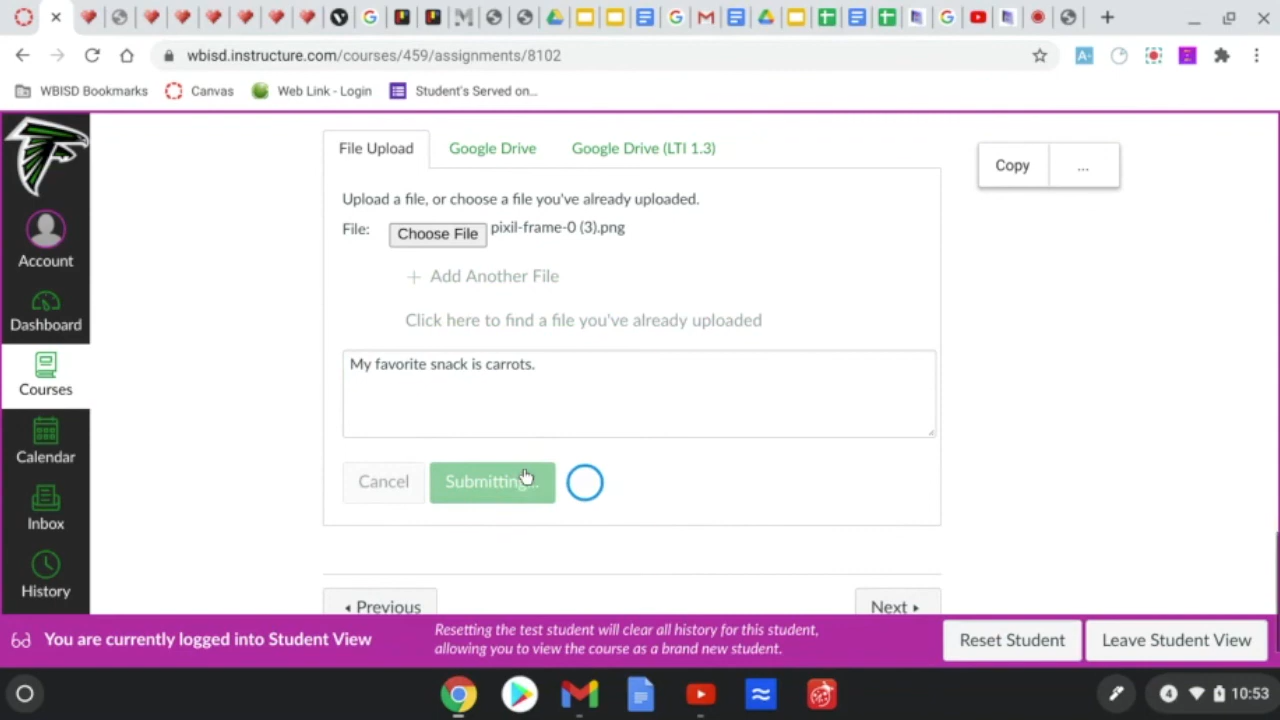 wbisd.instructure.com/courses/459/assignments/8102
WBISD Bookmarks
Canvas
Web Link - Login
Student's Served on...
File Upload
Google Drive
Google Drive (LTI 1.3)
Copy
...
Upload a file, or choose a file you've already uploaded.
File:
Choose File
pixil-frame-0 (3).png
+ Add Another File
Click here to find a file you've already uploaded
My favorite snack is carrots.
Cancel
Submitting...
Account
Dashboard
Courses
Calendar
Inbox
History
Previous
Next
You are currently logged into Student View
Resetting the test student will clear all history for this student,
allowing you to view the course as a brand new student.
Reset Student
Leave Student View
4
10:53